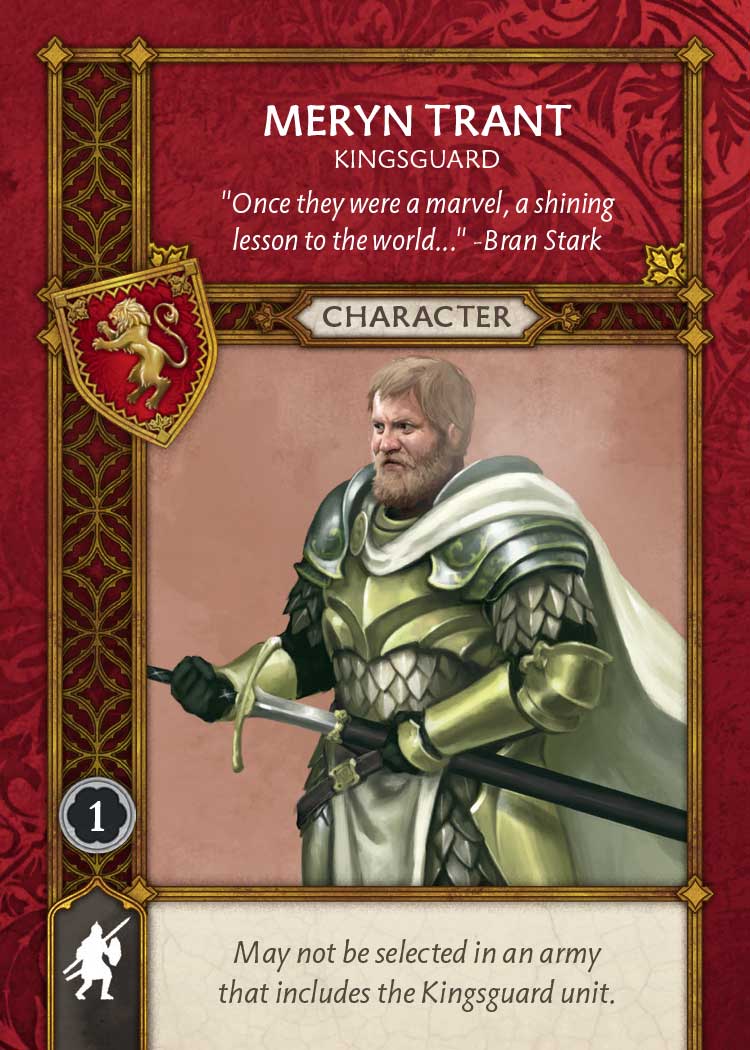 MERYN TRANT
KINGSGUARD
"Once they were a marvel, a shining
lesson to the world..." -Bran Stark
CHARACTER
1
May not be selected in an army
that includes the Kingsguard unit.